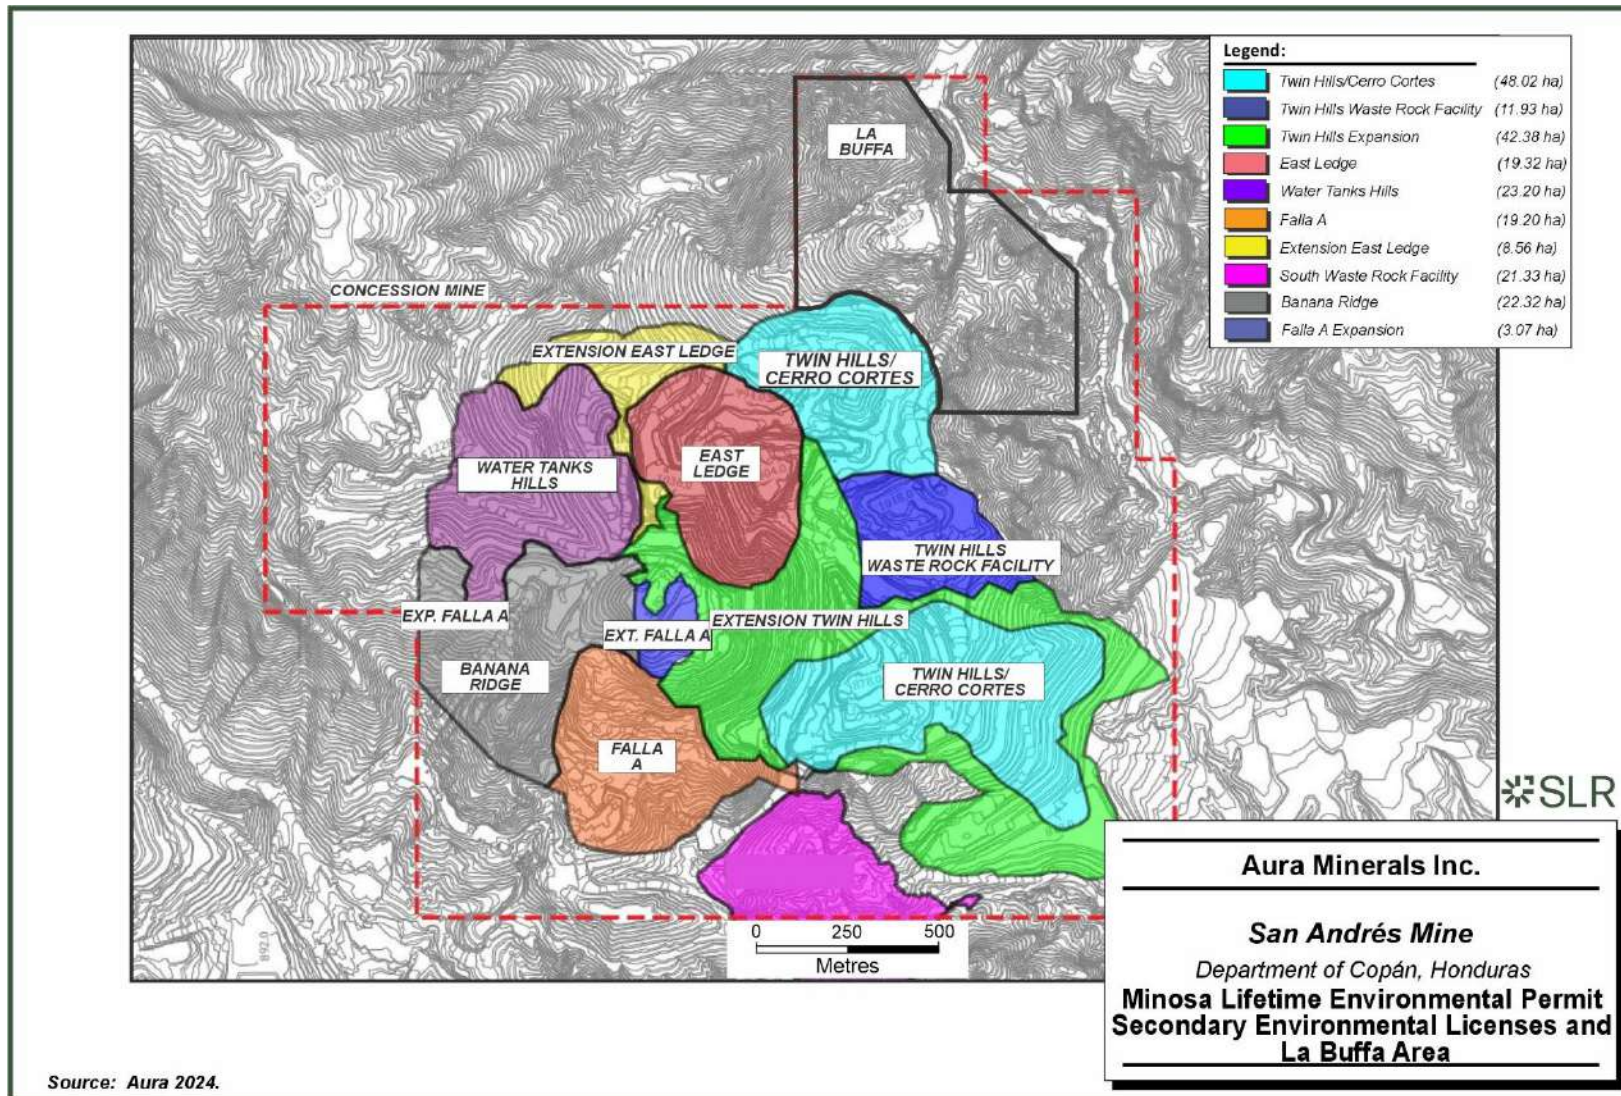 Legend:
Twin Hills/Cerro Cortes (48.02 ha)
Twin Hills Waste Rock Facility (11.93 ha)
Twin Hills Expansion (42.38 ha)
East Ledge (19.32 ha)
Water Tanks Hills (23.20 ha)
Falla A (19.20 ha)
Extension East Ledge (8.56 ha)
South Waste Rock Facility (21.33 ha)
Banana Ridge (22.32 ha)
Falla A Expansion (3.07 ha)
LA
BUFFA
CONCESSION MINE
EXTENSION EAST LEDGE
TWIN HILLS/
CERRO CORTES
WATER TANKS
HILLS
EAST
LEDGE
TWIN HILLS
WASTE ROCK FACILITY
EXP. FALLA A
EXT. FALLA A
EXTENSION TWIN HILLS
BANANA
RIDGE
TWIN HILLS/
CERRO CORTES
FALLA
A
892.0
0 250 500
Metres
SLR
Aura Minerals Inc.
San Andrés Mine
Department of Copán, Honduras
Minosa Lifetime Environmental Permit
Secondary Environmental Licenses and
La Buffa Area
Source: Aura 2024.